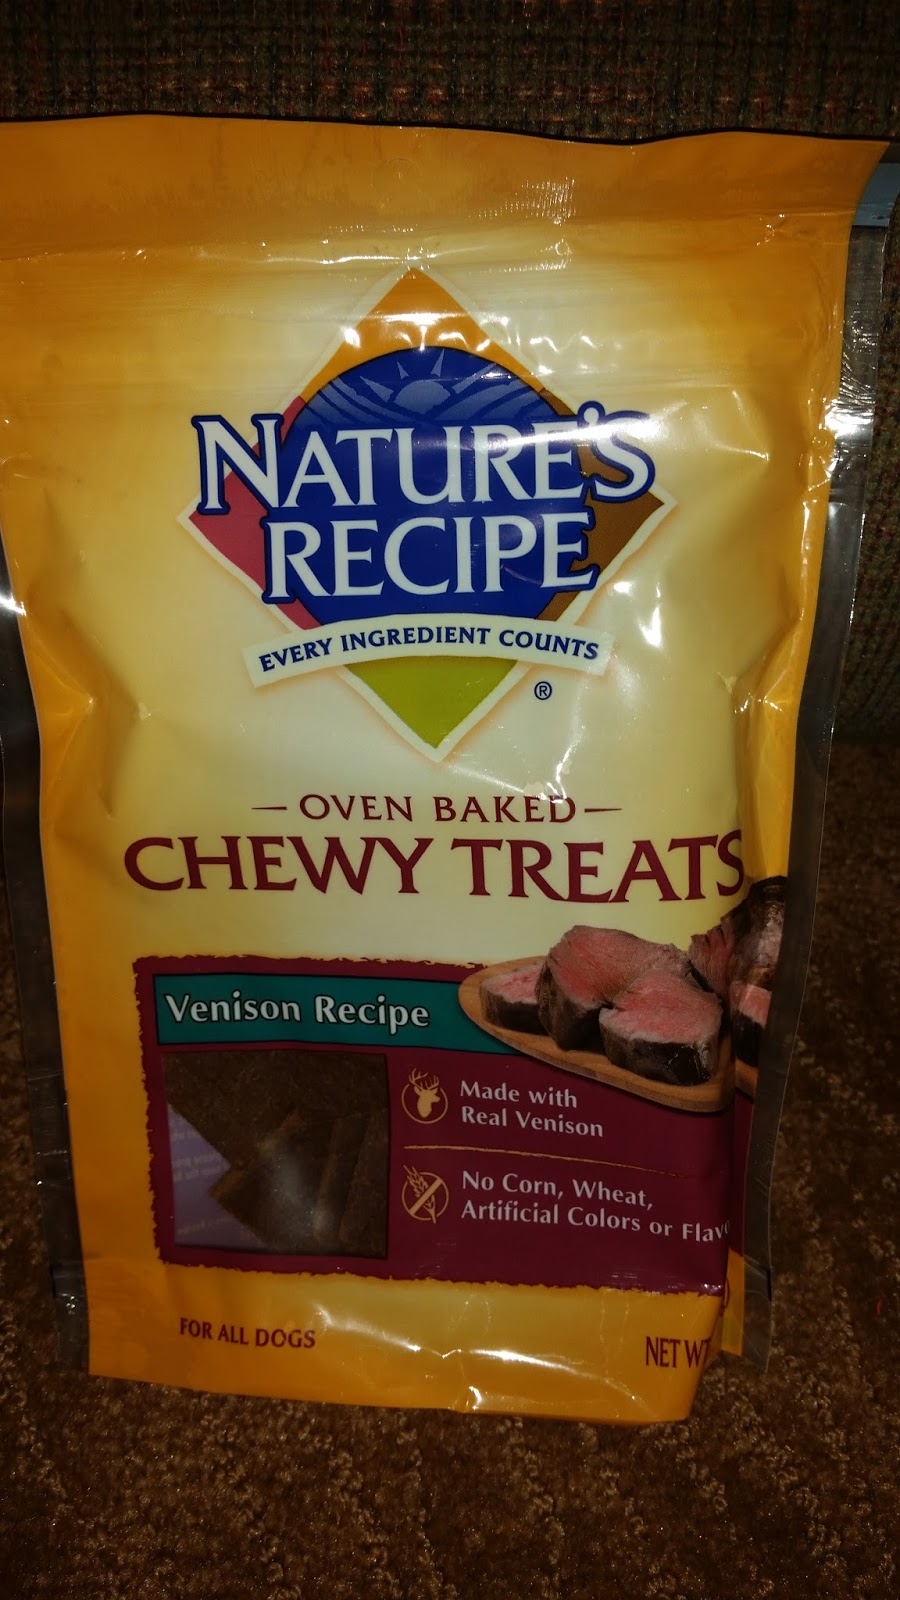 NATURE'S
RECIPE
EVERY INGREDIENT COUNTS
®
OVEN BAKED
CHEWY TREATS
Venison Recipe
Made with
Real Venison
No Corn, Wheat,
Artificial Colors or Flavo
FOR ALL DOGS
NET WT